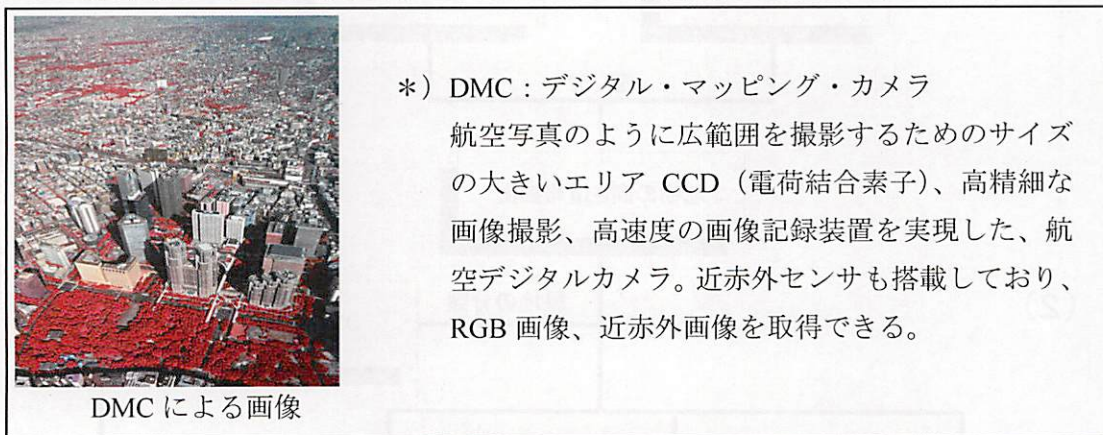 *）DMC：デジタル・マッピング・カメラ
航空写真のように広範囲を撮影するためのサイズ
の大きいエリア CCD（電荷結合素子）、高精細な
画像撮影、高速度の画像記録装置を実現した、航
空デジタルカメラ。近赤外センサも搭載しており、
RGB 画像、近赤外画像を取得できる。
DMC による画像